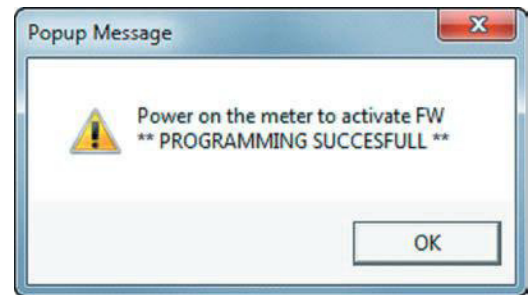 Popup Message
Power on the meter to activate FW
** PROGRAMMING SUCCESFULL **
OK